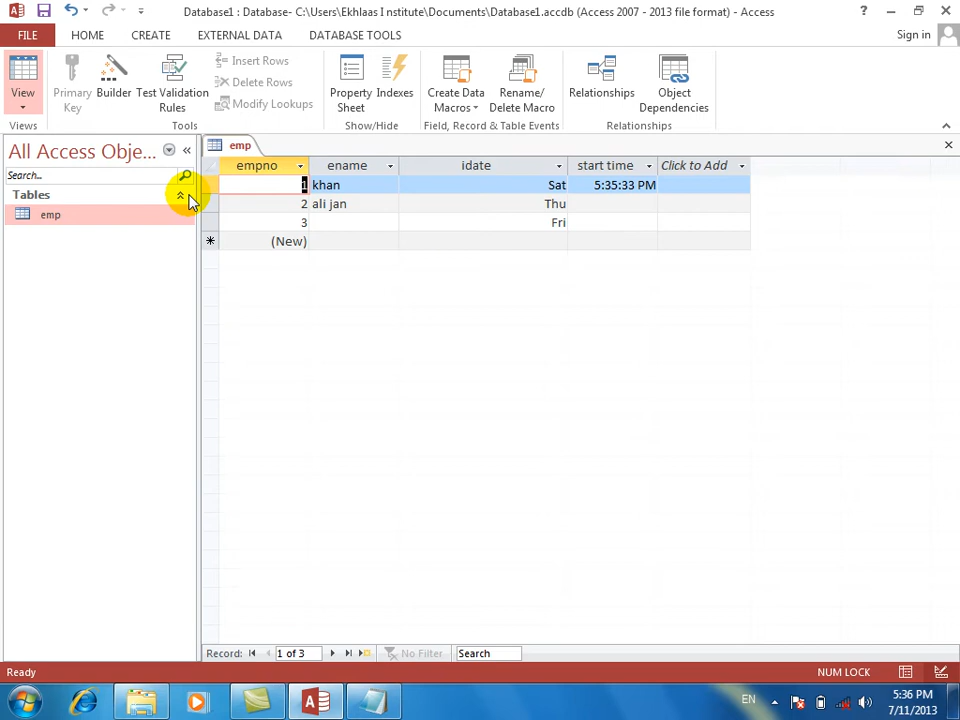 Database1 : Database- C:\Users\Ekhlaas I nstitute\Documents\Database1.accdb (Access 2007 - 2013 file format) - Access
FILE HOME CREATE EXTERNAL DATA DATABASE TOOLS Sign in
View
Primary Key
Builder
Test Validation Rules
Insert Rows
Delete Rows
Modify Lookups
Property Sheet
Indexes
Create Data Macros
Rename/ Delete Macro
Relationships
Object Dependencies
Views Tools Show/Hide Field, Record & Table Events Relationships
All Access Obje...
Search...
Tables
emp
emp
empno ename idate start time Click to Add
1 khan Sat 5:35:33 PM
2 ali jan Thu
3 Fri
(New)
Record: 1 of 3 No Filter Search
Ready NUM LOCK
EN 5:36 PM
7/11/2013